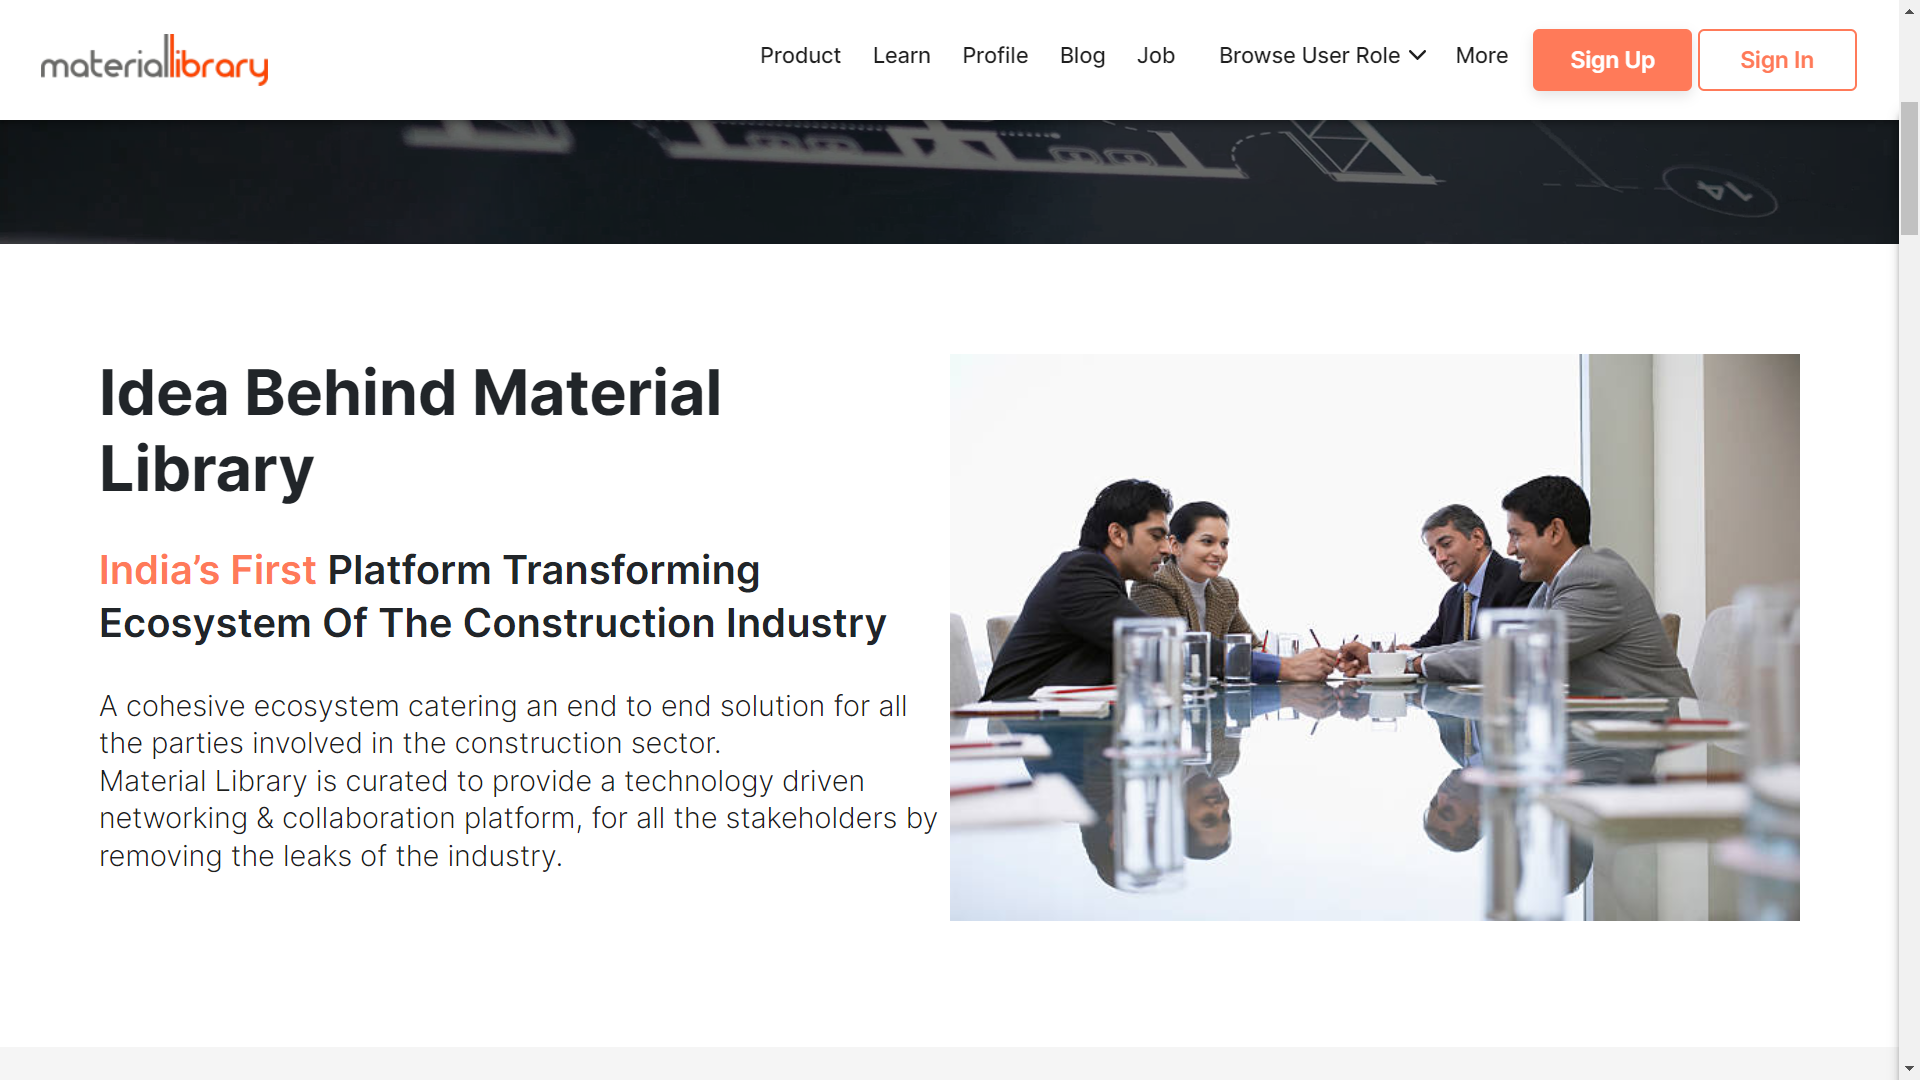 materiallibrary
Product Learn Profile Blog Job Browse User Role More Sign Up Sign In
14
Idea Behind Material
Library
India’s First Platform Transforming
Ecosystem Of The Construction Industry
A cohesive ecosystem catering an end to end solution for all
the parties involved in the construction sector.
Material Library is curated to provide a technology driven
networking & collaboration platform, for all the stakeholders by
removing the leaks of the industry.